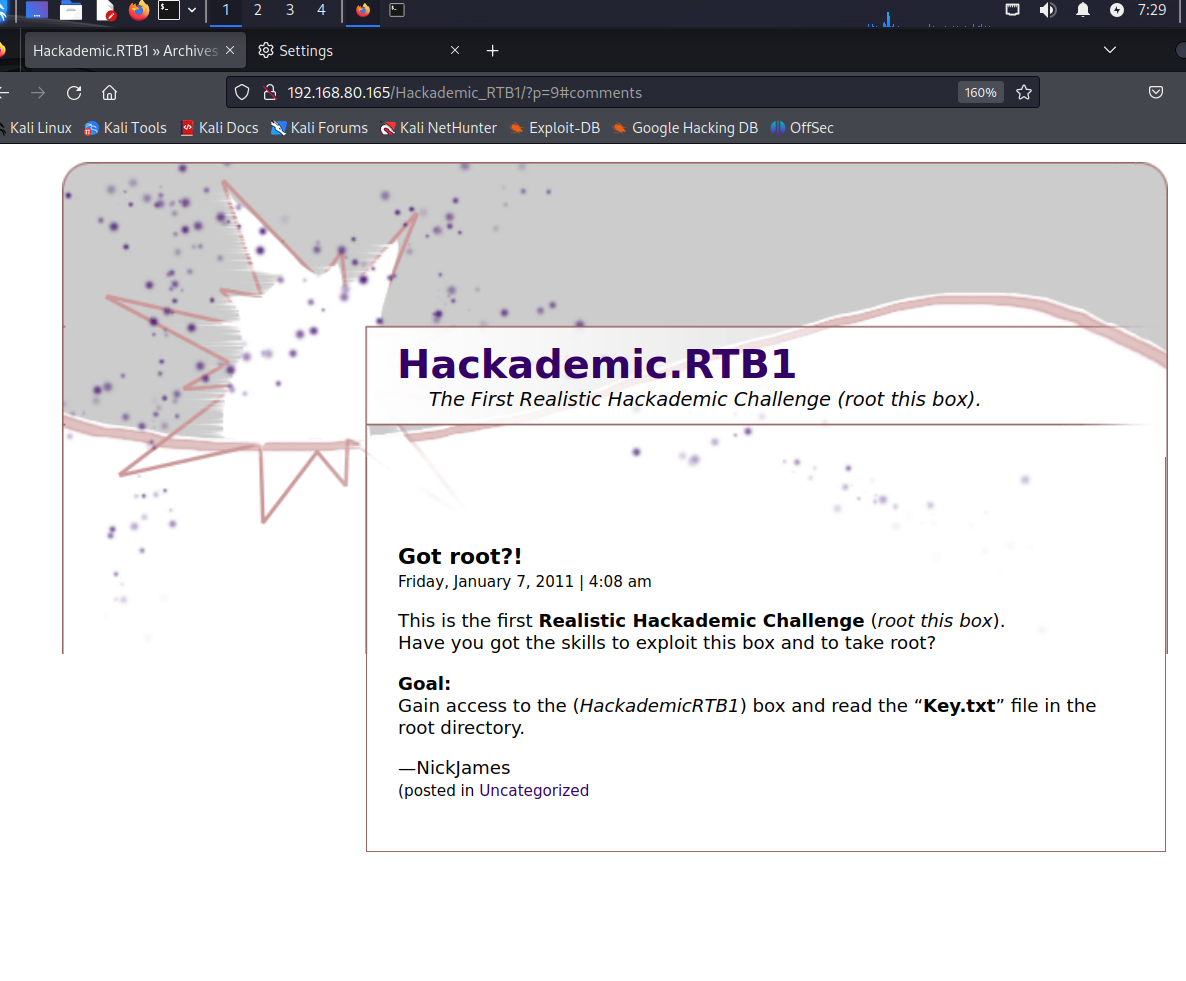 1 2 3 4 7:29
Hackademic.RTB1 » Archives Settings
192.168.80.165/Hackademic_RTB1/?p=9#comments 160%
Kali Linux Kali Tools Kali Docs Kali Forums Kali NetHunter Exploit-DB Google Hacking DB OffSec
Hackademic.RTB1
The First Realistic Hackademic Challenge (root this box).
Got root?!
Friday, January 7, 2011 | 4:08 am
This is the first Realistic Hackademic Challenge (root this box).
Have you got the skills to exploit this box and to take root?
Goal:
Gain access to the (HackademicRTB1) box and read the “Key.txt” file in the
root directory.
—NickJames
(posted in Uncategorized